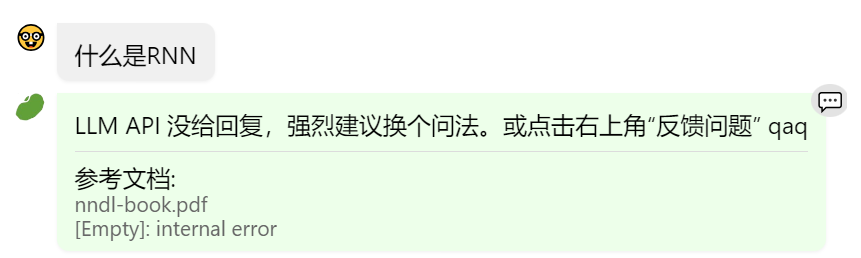 什么是RNN
LLM API 没给回复，强烈建议换个问法。或点击右上角“反馈问题” qaq
参考文档:
nndl-book.pdf
[Empty]: internal error